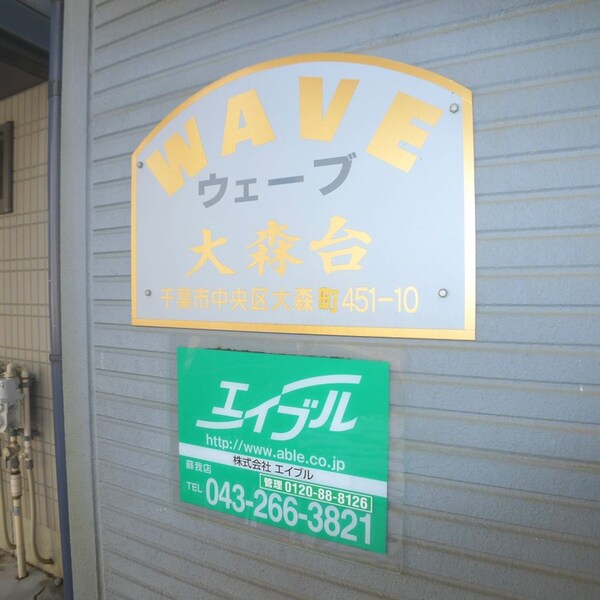 WAVE
ウェーブ
大森台
千葉市中央区大森町451-10
エイブル
http://www.able.co.jp
株式会社 エイブル
蘇我店
管理 0120-88-8126
TEL 043-266-3821